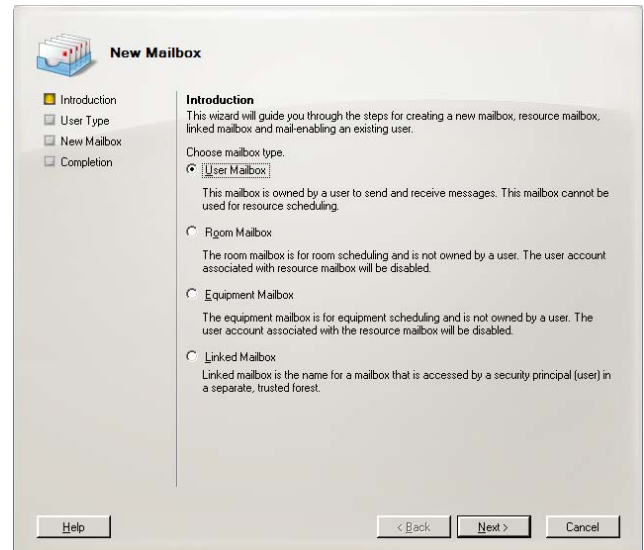 New Mailbox
Introduction
User Type
New Mailbox
Completion
Introduction
This wizard will guide you through the steps for creating a new mailbox, resource mailbox,
linked mailbox and mail-enabling an existing user.
Choose mailbox type.
User Mailbox
This mailbox is owned by a user to send and receive messages. This mailbox cannot be
used for resource scheduling.
Room Mailbox
The room mailbox is for room scheduling and is not owned by a user. The user account
associated with resource mailbox will be disabled.
Equipment Mailbox
The equipment mailbox is for equipment scheduling and is not owned by a user. The
user account associated with the resource mailbox will be disabled.
Linked Mailbox
Linked mailbox is the name for a mailbox that is accessed by a security principal (user) in
a separate, trusted forest.
Help
< Back
Next >
Cancel